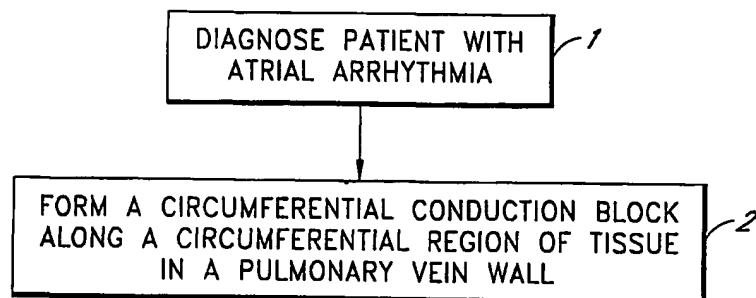 DIAGNOSE PATIENT WITH
ATRIAL ARRHYTHMIA
1
FORM A CIRCUMFERENTIAL CONDUCTION BLOCK
ALONG A CIRCUMFERENTIAL REGION OF TISSUE
IN A PULMONARY VEIN WALL
2